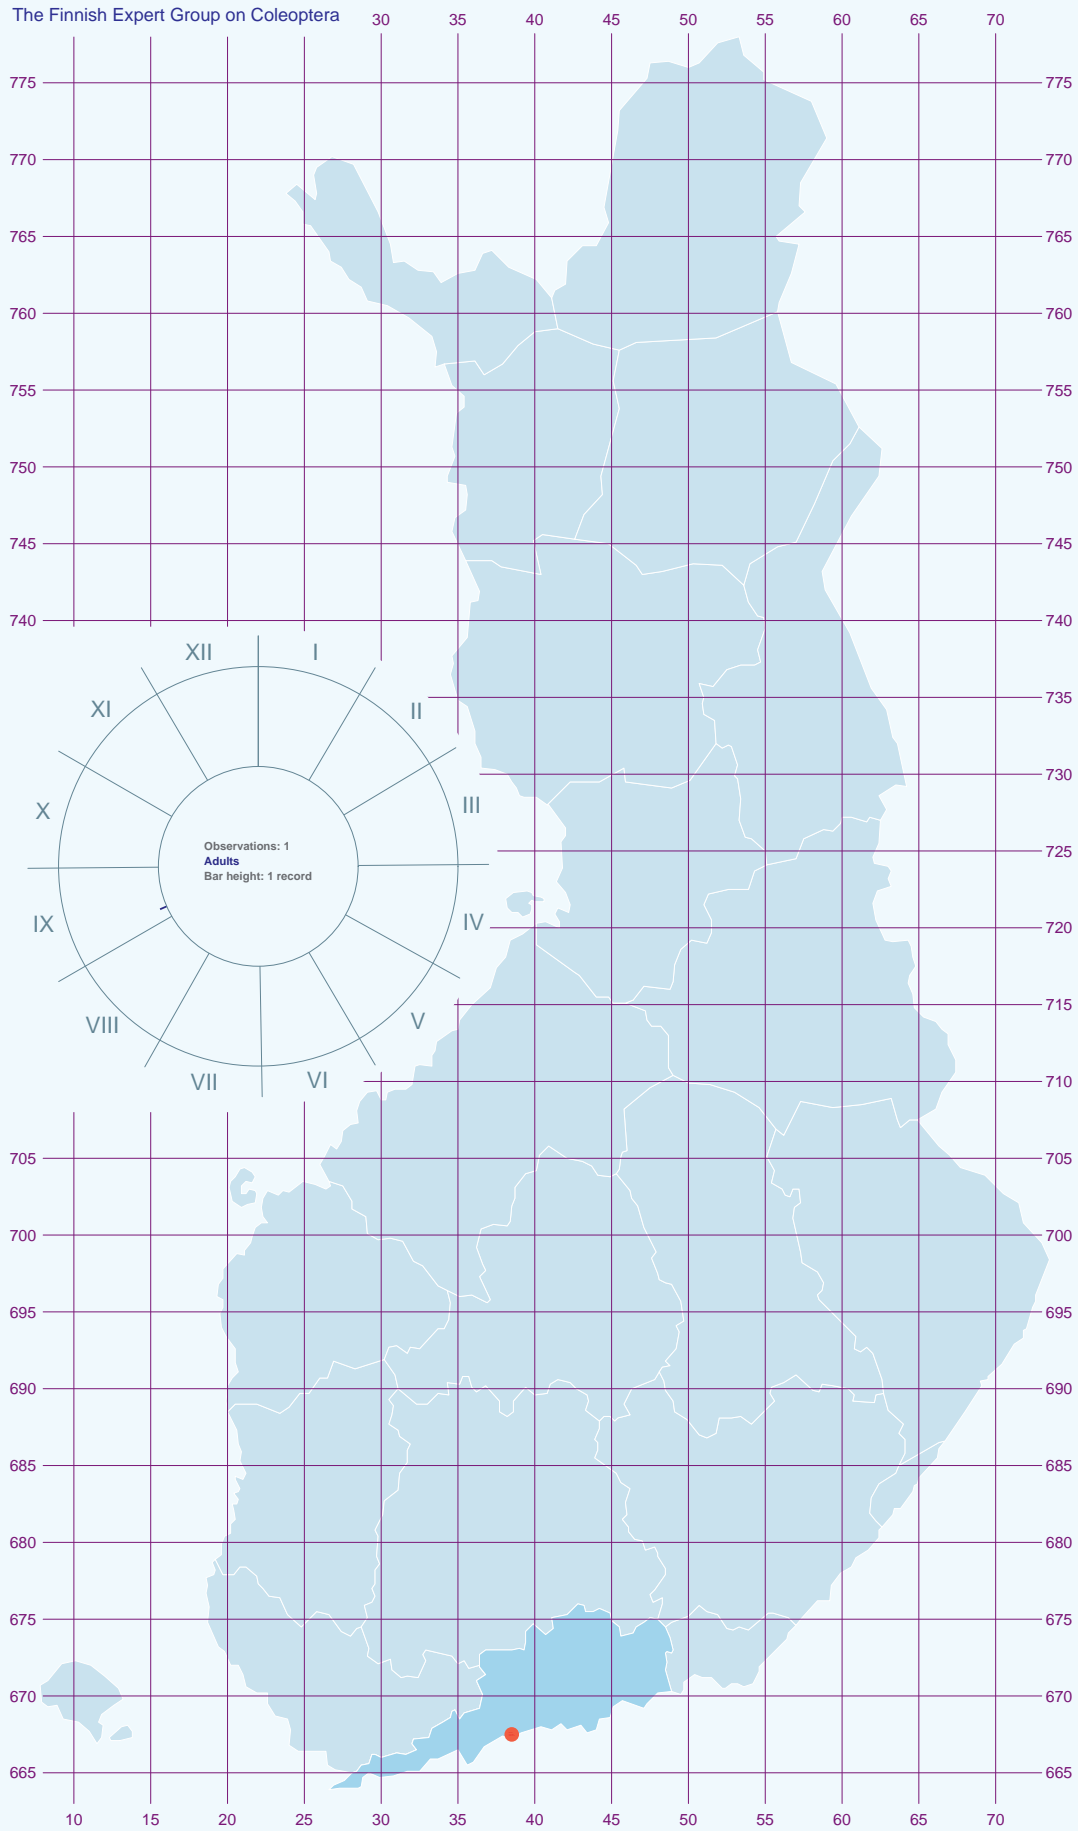 The Finnish Expert Group on Coleoptera
30 40 50 60 70
35 45 55 65
775 775
770 770
765 765
760 760
755 755
750 750
745 745
740 740
XII I
XI II
735
730
X III
725
Observations: 1
Adults
Bar height: 1 record
IX IV
720
715
VIII V
VII VI
710
705 705
700 700
695 695
690 690
685 685
680 680
675 675
670 670
665 665
10 15 20 25 30 35 40 45 50 55 60 65 70